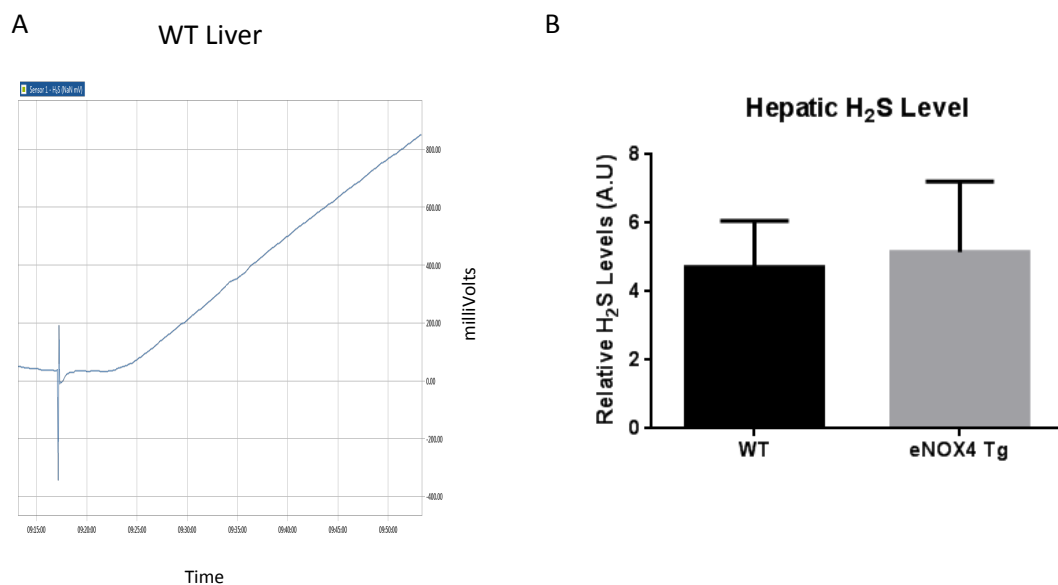 A
WT Liver
Sensor 1 - H₂S (NaN mV)
800.00
600.00
400.00
200.00
0.00
-200.00
-400.00
milliVolts
09:15:00 09:20:00 09:25:00 09:30:00 09:35:00 09:40:00 09:45:00 09:50:00
Time
B
Hepatic H₂S Level
Relative H₂S Levels (A.U)
8
6
4
2
0
WT eNOX4 Tg